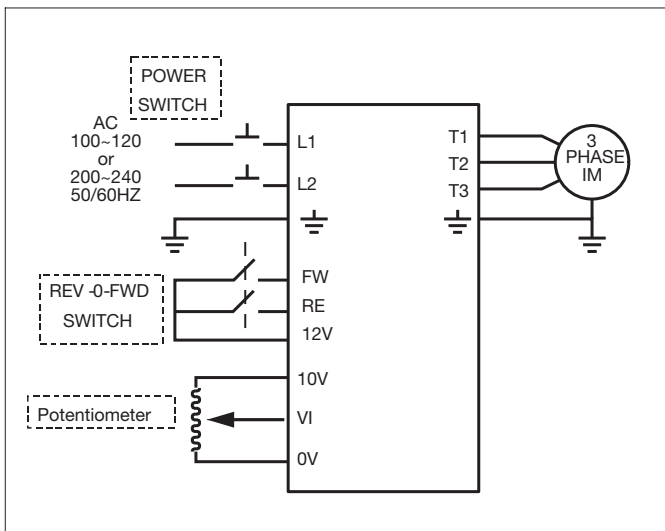 POWER
SWITCH
AC
100~120
or
200~240
50/60HZ
L1
L2
T1
T2
T3
3
PHASE
IM
REV -0-FWD
SWITCH
FW
RE
12V
10V
Potentiometer
VI
0V